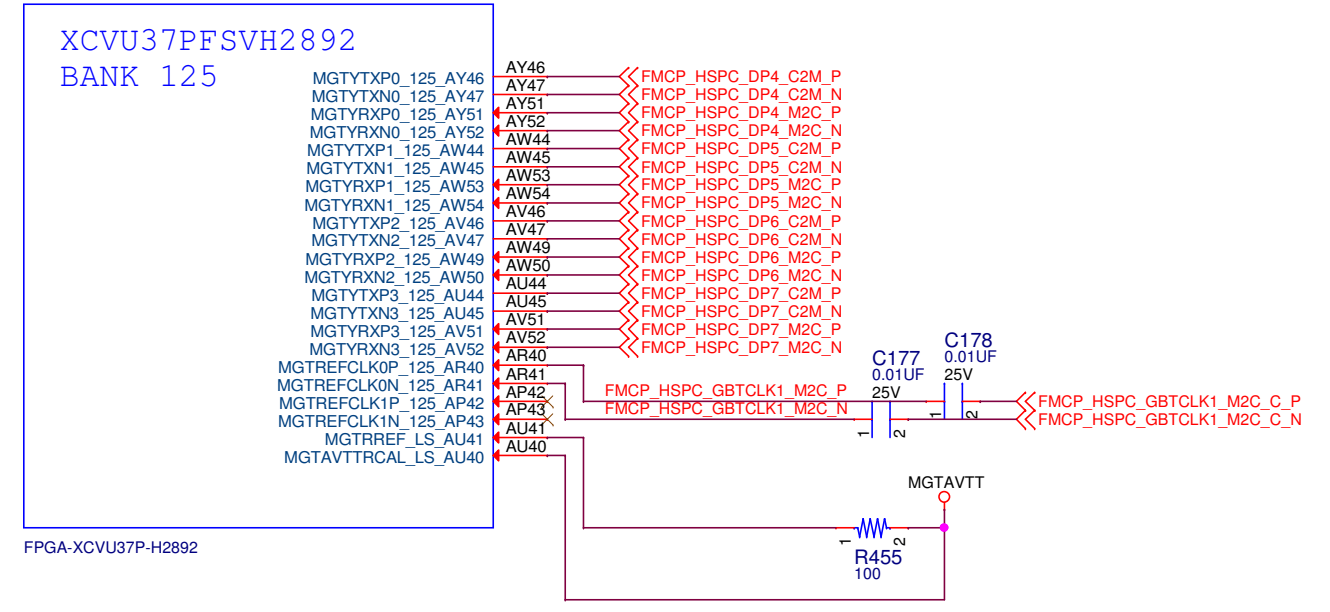 XCVU37PFSVH2892
BANK 125
MGTYTXP0_125_AY46 AY46 FMCP_HSPC_DP4_C2M_P
MGTYTXN0_125_AY47 AY47 FMCP_HSPC_DP4_C2M_N
MGTYRXP0_125_AY51 AY51 FMCP_HSPC_DP4_M2C_P
MGTYRXN0_125_AY52 AY52 FMCP_HSPC_DP4_M2C_N
MGTYTXP1_125_AW44 AW44 FMCP_HSPC_DP5_C2M_P
MGTYTXN1_125_AW45 AW45 FMCP_HSPC_DP5_C2M_N
MGTYRXP1_125_AW53 AW53 FMCP_HSPC_DP5_M2C_P
MGTYRXN1_125_AW54 AW54 FMCP_HSPC_DP5_M2C_N
MGTYTXP2_125_AV46 AV46 FMCP_HSPC_DP6_C2M_P
MGTYTXN2_125_AV47 AV47 FMCP_HSPC_DP6_C2M_N
MGTYRXP2_125_AW49 AW49 FMCP_HSPC_DP6_M2C_P
MGTYRXN2_125_AW50 AW50 FMCP_HSPC_DP6_M2C_N
MGTYTXP3_125_AU44 AU44 FMCP_HSPC_DP7_C2M_P
MGTYTXN3_125_AU45 AU45 FMCP_HSPC_DP7_C2M_N
MGTYRXP3_125_AV51 AV51 FMCP_HSPC_DP7_M2C_P
MGTYRXN3_125_AV52 AV52 FMCP_HSPC_DP7_M2C_N
MGTREFCLK0P_125_AR40 AR40
MGTREFCLK0N_125_AR41 AR41
MGTREFCLK1P_125_AP42 AP42
MGTREFCLK1N_125_AP43 AP43
MGTRREF_LS_AU41 AU41
MGTAVTTRCAL_LS_AU40 AU40
C177
0.01UF
25V
C178
0.01UF
25V
FMCP_HSPC_GBTCLK1_M2C_P
FMCP_HSPC_GBTCLK1_M2C_N
1 2
1 2
FMCP_HSPC_GBTCLK1_M2C_C_P
FMCP_HSPC_GBTCLK1_M2C_C_N
MGTAVTT
1 2
R455
100
FPGA-XCVU37P-H2892